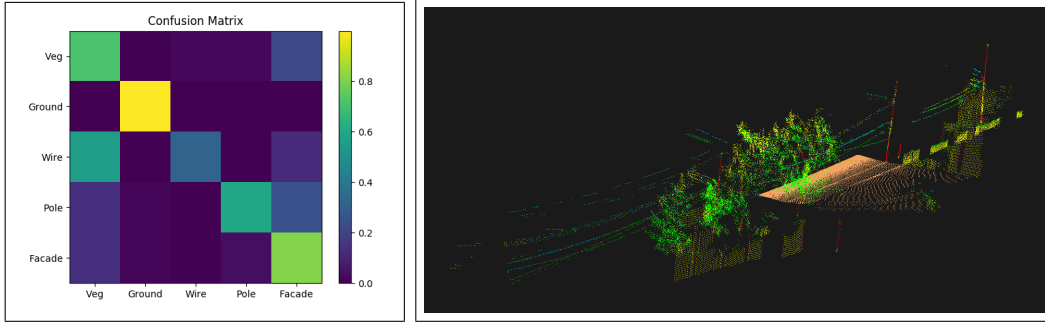 Confusion Matrix
Veg
Ground
Wire
Pole
Facade
Veg Ground Wire Pole Facade
0.8
0.6
0.4
0.2
0.0